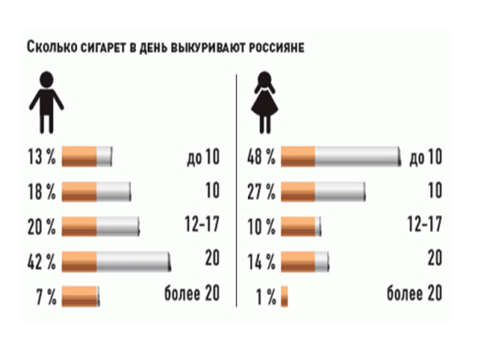 Сколько сигарет в день выкуривают россияне
13 % до 10
18 % 10
20 % 12-17
42 % 20
7 % более 20
48 % до 10
27 % 10
10 % 12-17
14 % 20
1 % более 20